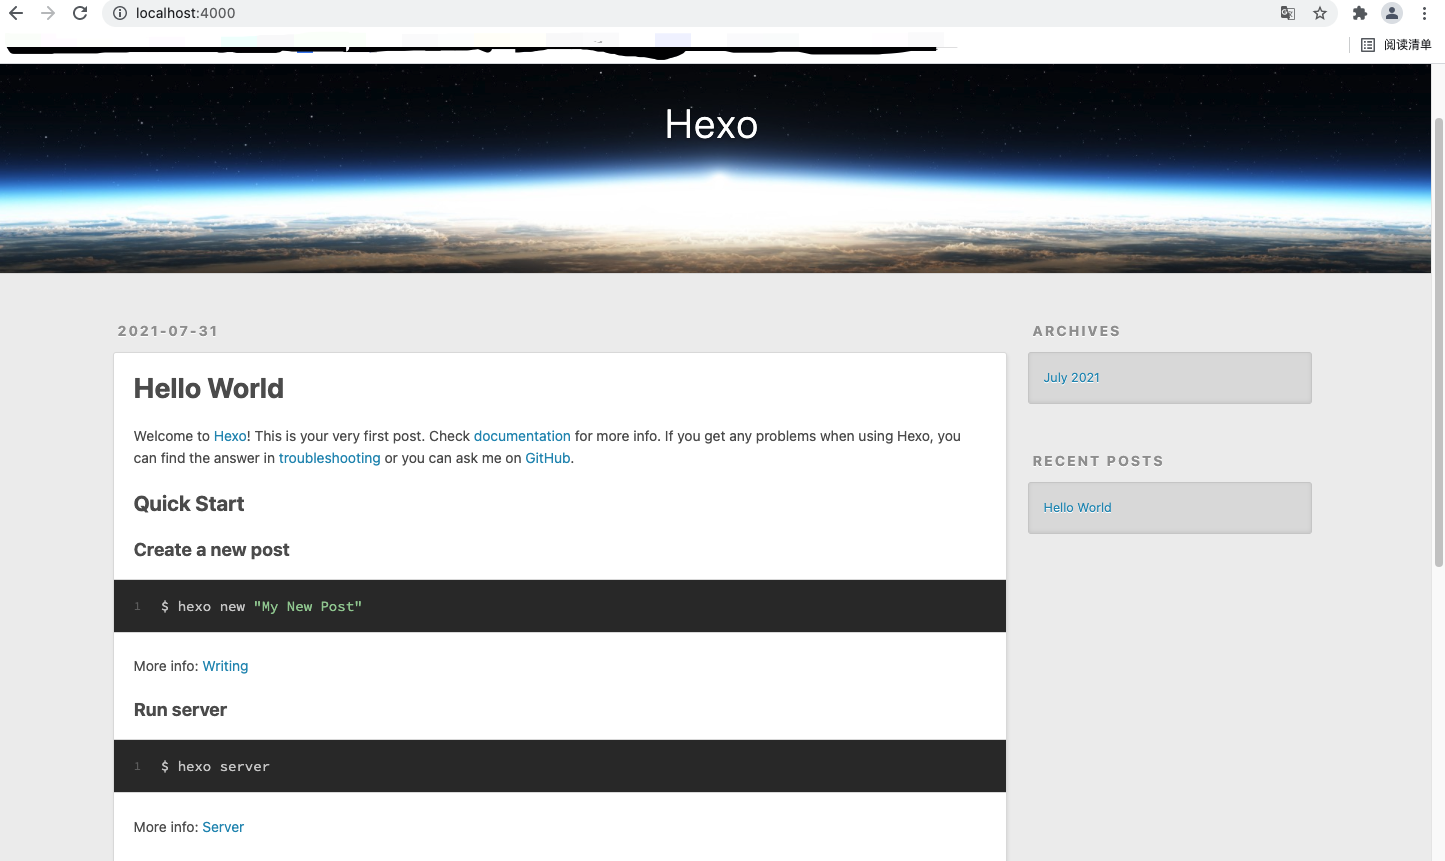 localhost:4000
阅读清单
Hexo
2021-07-31
Hello World
Welcome to Hexo! This is your very first post. Check documentation for more info. If you get any problems when using Hexo, you
can find the answer in troubleshooting or you can ask me on GitHub.
Quick Start
Create a new post
1 $ hexo new "My New Post"
More info: Writing
Run server
1 $ hexo server
More info: Server
ARCHIVES
July 2021
RECENT POSTS
Hello World